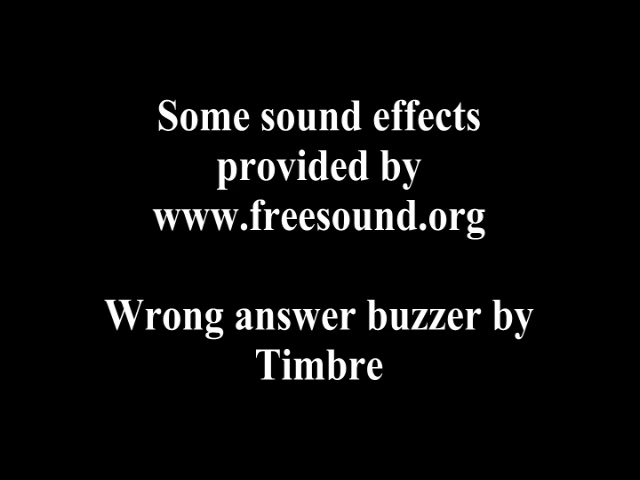 Some sound effects
provided by
www.freesound.org
Wrong answer buzzer by
Timbre